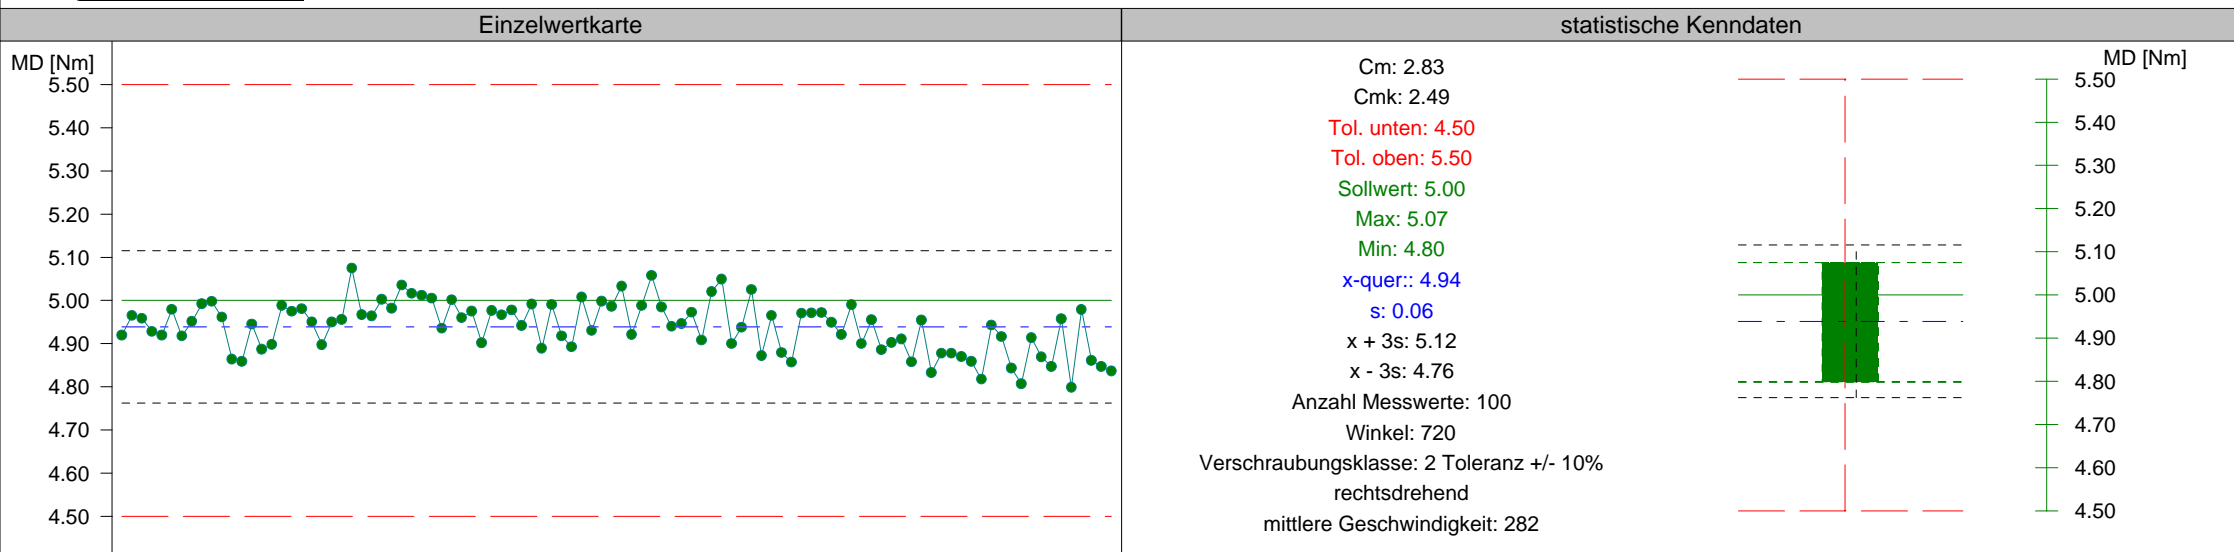 Einzelwertkarte
statistische Kenndaten
MD [Nm]
5.50
5.40
5.30
5.20
5.10
5.00
4.90
4.80
4.70
4.60
4.50
Cm: 2.83
Cmk: 2.49
Tol. unten: 4.50
Tol. oben: 5.50
Sollwert: 5.00
Max: 5.07
Min: 4.80
x-quer:: 4.94
s: 0.06
x + 3s: 5.12
x - 3s: 4.76
Anzahl Messwerte: 100
Winkel: 720
Verschraubungsklasse: 2 Toleranz +/- 10%
rechtsdrehend
mittlere Geschwindigkeit: 282
MD [Nm]
5.50
5.40
5.30
5.20
5.10
5.00
4.90
4.80
4.70
4.60
4.50